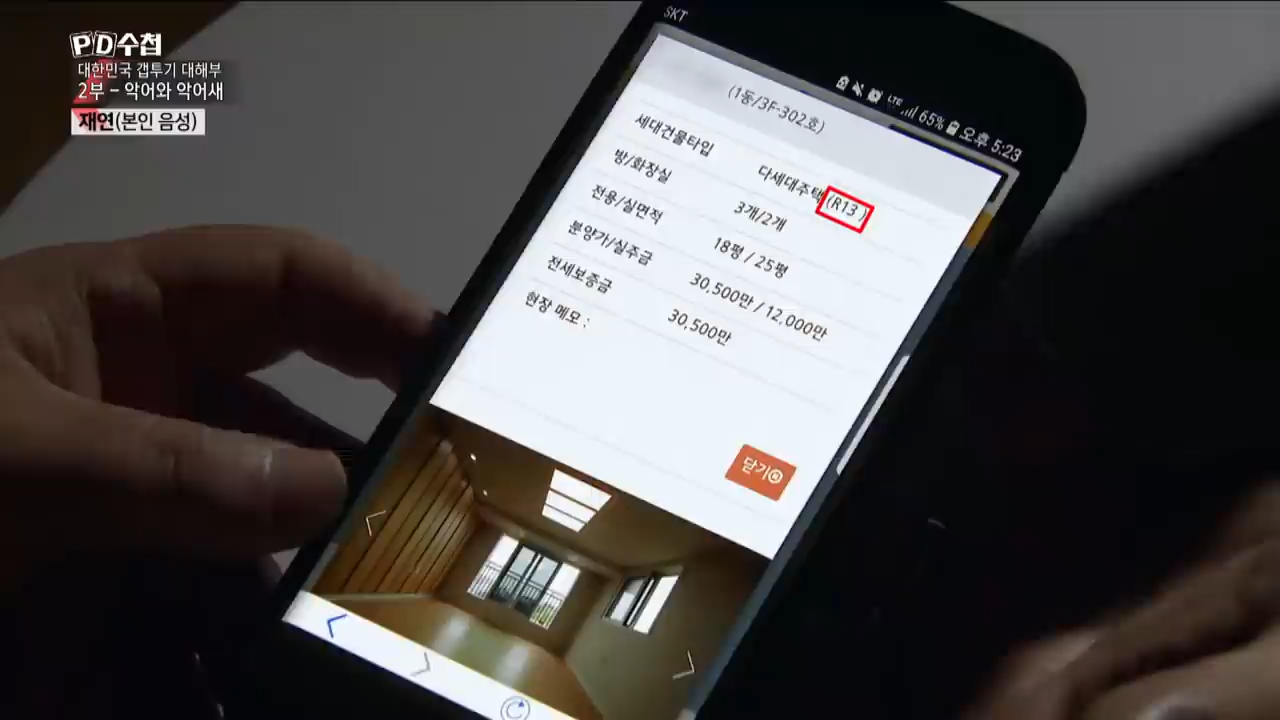 PD수첩
대한민국 갭투기 대해부
2부 - 악어와 악어새
재연(본인 음성)
SKT
LTE 65% 오후 5:23
(1동/3F-302호)
세대건물타입 다세대주택 (R13 )
방/화장실 3개/2개
전용/실면적 18평 / 25평
분양가/실주금 30,500만 / 12,000만
전세보증금 30,500만
현장 메모 :
닫기